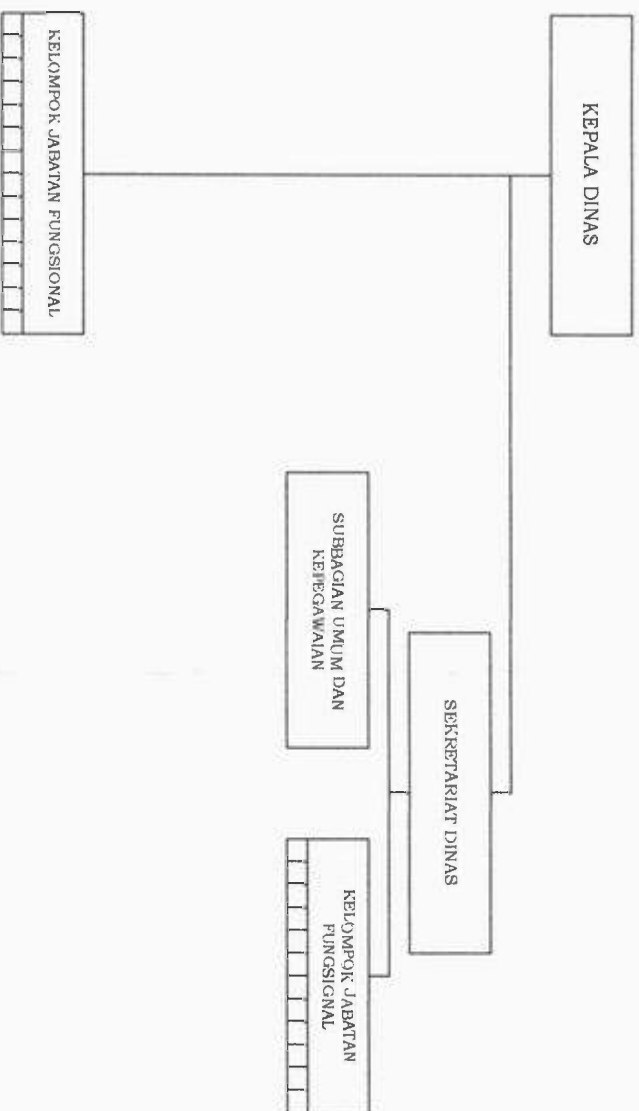 KEPALA DINAS
SEKRETARIAT DINAS
SUBBAGIAN UMUM DAN
KEPEGAWAIAN
KELOMPOK JABATAN
FUNGSIONAL
KELOMPOK JABATAN FUNGSIONAL